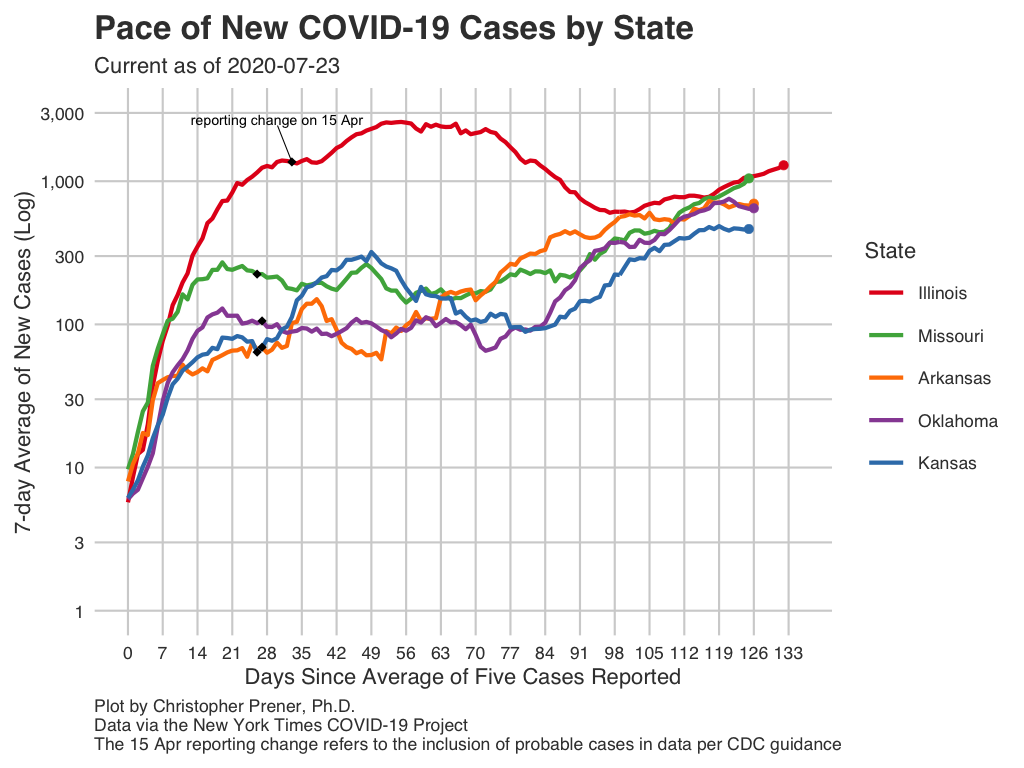 Pace of New COVID-19 Cases by State
Current as of 2020-07-23
reporting change on 15 Apr
7-day Average of New Cases (Log)
3,000
1,000
300
100
30
10
3
1
0 7 14 21 28 35 42 49 56 63 70 77 84 91 98 105 112 119 126 133
Days Since Average of Five Cases Reported
State
Illinois
Missouri
Arkansas
Oklahoma
Kansas
Plot by Christopher Prener, Ph.D.
Data via the New York Times COVID-19 Project
The 15 Apr reporting change refers to the inclusion of probable cases in data per CDC guidance